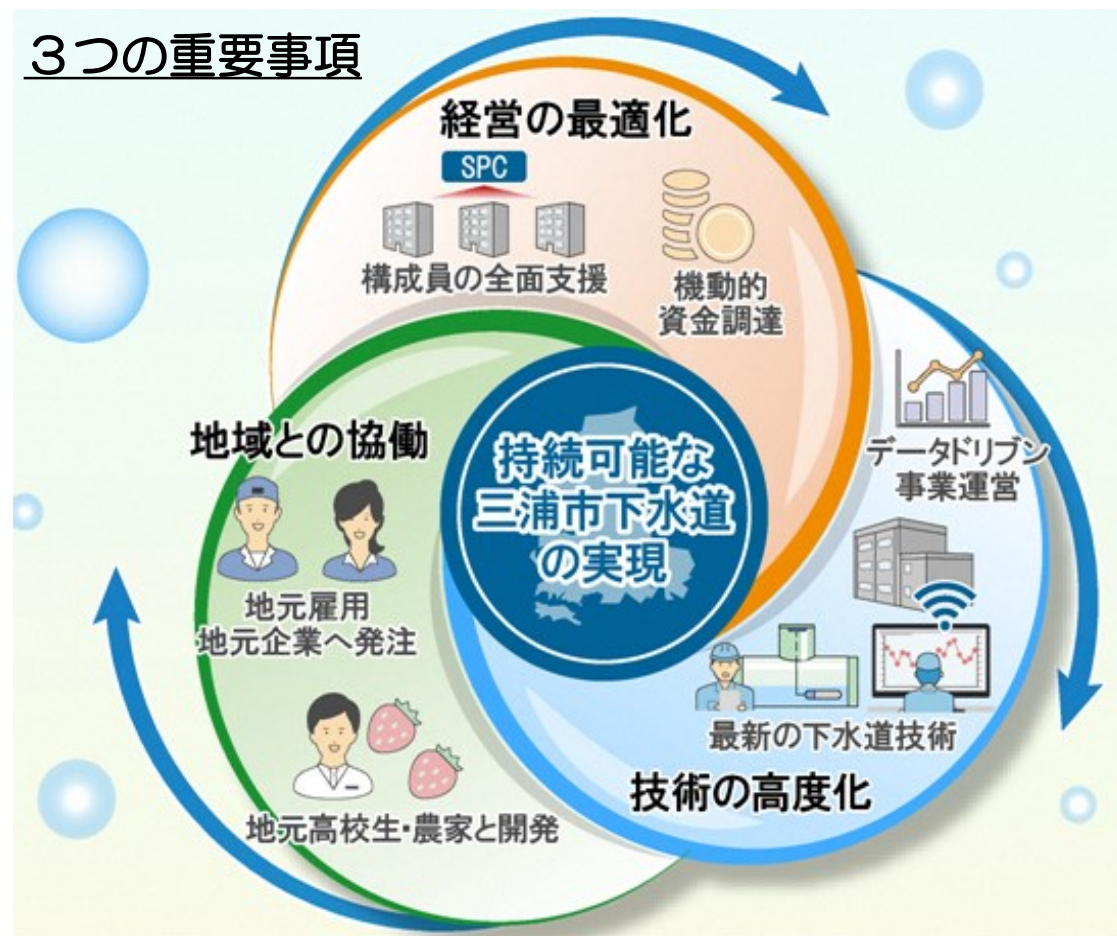 ３つの重要事項
経営の最適化
SPC
構成員の全面支援
機動的
資金調達
地域との協働
地元雇用
地元企業へ発注
地元高校生・農家と開発
持続可能な
三浦市下水道
の実現
データドリブン
事業運営
最新の下水道技術
技術の高度化